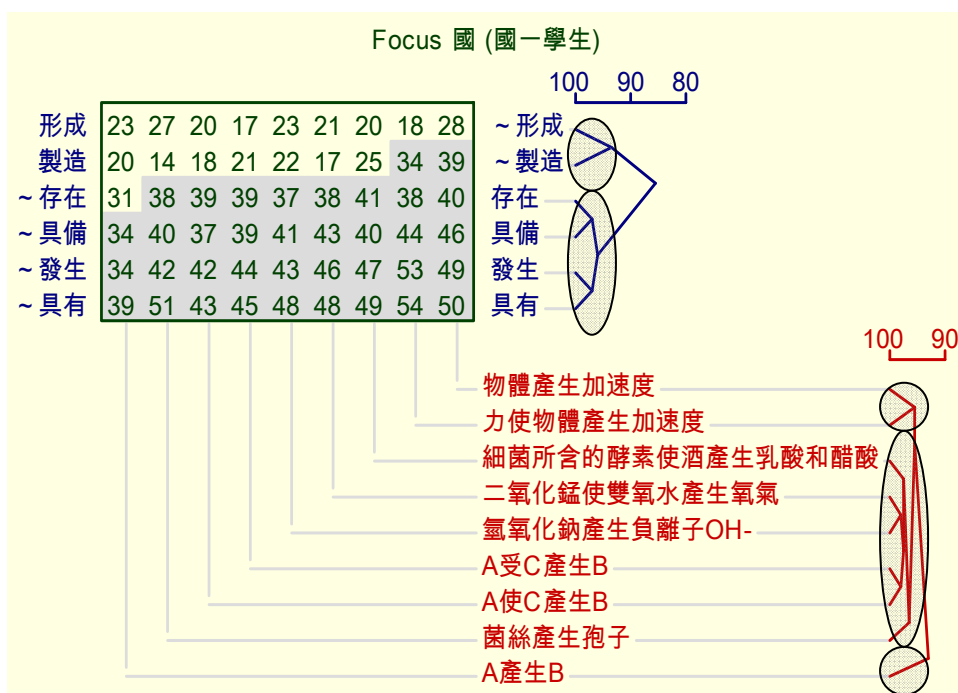 Focus 國 (國一學生)
100 90 80
形成 23 27 20 17 23 21 20 18 28 ~形成
製造 20 14 18 21 22 17 25 34 39 ~製造
~存在 31 38 39 39 37 38 41 38 40 存在
~具備 34 40 37 39 41 43 40 44 46 具備
~發生 34 42 42 44 43 46 47 53 49 發生
~具有 39 51 43 45 48 48 49 54 50 具有
100 90
物體產生加速度
力使物體產生加速度
細菌所含的酵素使酒產生乳酸和醋酸
二氧化錳使雙氧水產生氧氣
氫氧化鈉產生負離子OH-
A受C產生B
A使C產生B
菌絲產生孢子
A產生B